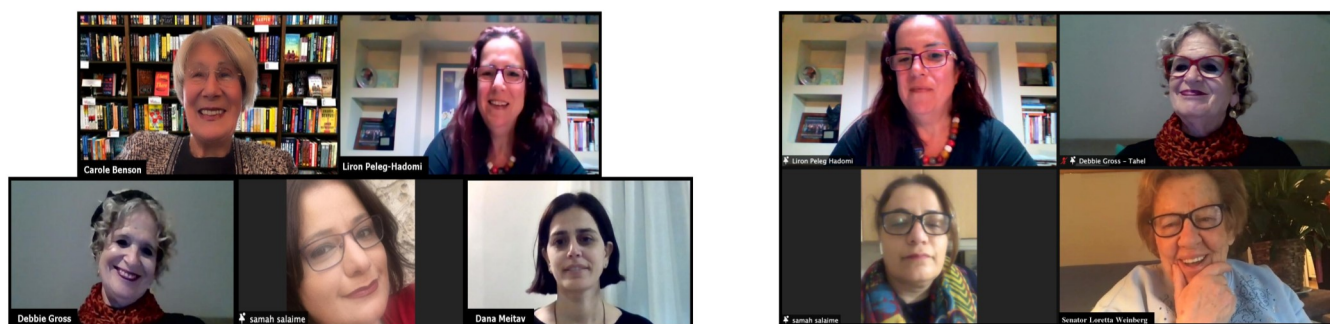 Carole Benson
Liron Peleg-Hadomi
Debbie Gross
samah salaime
Dana Meitav
Liron Peleg Hadomi
Debbie Gross – Tahel
samah salaime
Senator Loretta Weinberg